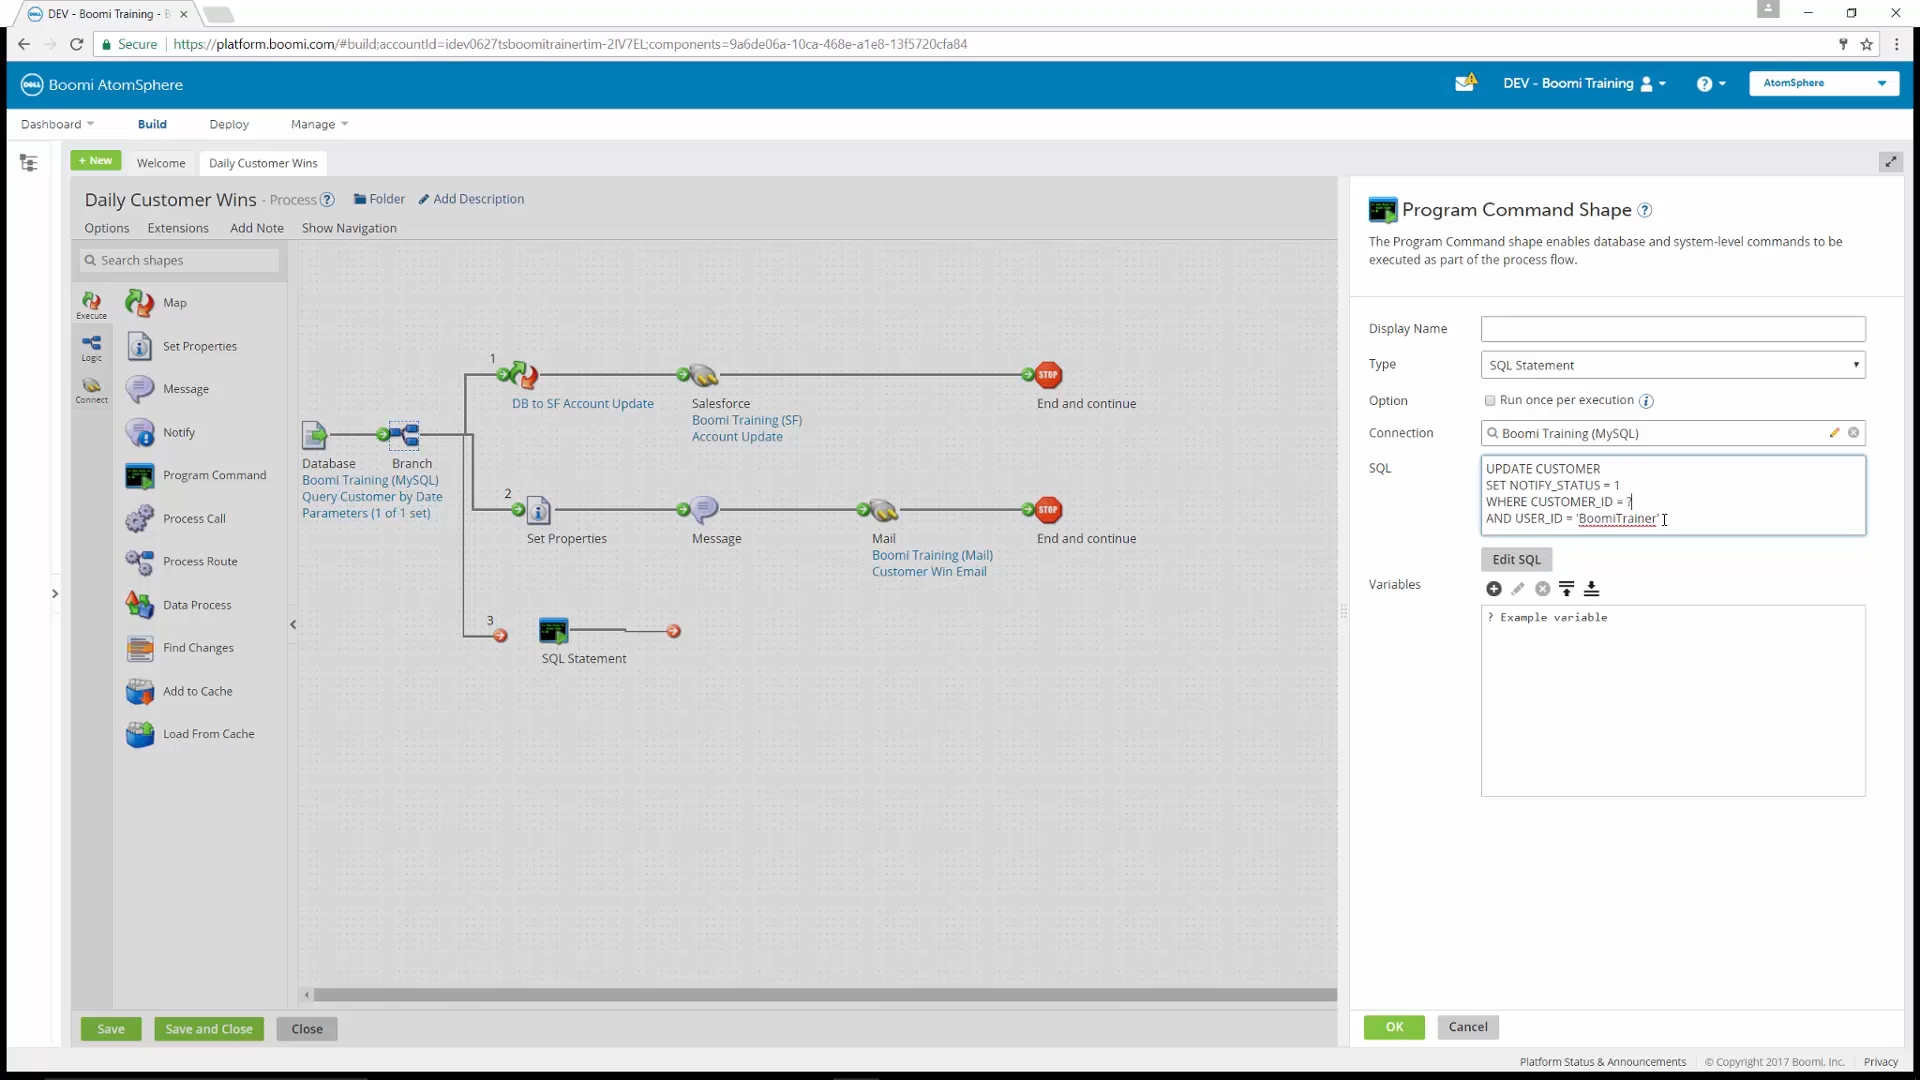 DEV - Boomi Training - B
Secure
https://platform.boomi.com/#build;accountId=idev0627tsboomitrainertim-2IV7EL;components=9a6de06a-10ca-468e-a1e8-13f5720cfa84
DELL
Boomi AtomSphere
DEV - Boomi Training
?
AtomSphere
Dashboard
Build
Deploy
Manage
+ New
Welcome
Daily Customer Wins
Daily Customer Wins - Process ?
Folder
Add Description
Options
Extensions
Add Note
Show Navigation
Search shapes
Execute
Logic
Connect
Map
Set Properties
Message
Notify
Program Command
Process Call
Process Route
Data Process
Find Changes
Add to Cache
Load From Cache
Database
Boomi Training (MySQL)
Query Customer by Date
Parameters (1 of 1 set)
Branch
1
DB to SF Account Update
Salesforce
Boomi Training (SF)
Account Update
STOP
End and continue
2
Set Properties
Message
Mail
Boomi Training (Mail)
Customer Win Email
STOP
End and continue
3
SQL Statement
Save
Save and Close
Close
Program Command Shape ?
The Program Command shape enables database and system-level commands to be
executed as part of the process flow.
Display Name
Type
SQL Statement
Option
Run once per execution
i
Connection
Boomi Training (MySQL)
SQL
UPDATE CUSTOMER
SET NOTIFY_STATUS = 1
WHERE CUSTOMER_ID = ?
AND USER_ID = 'BoomiTrainer'
Edit SQL
Variables
? Example variable
OK
Cancel
Platform Status & Announcements
© Copyright 2017 Boomi, Inc.
Privacy